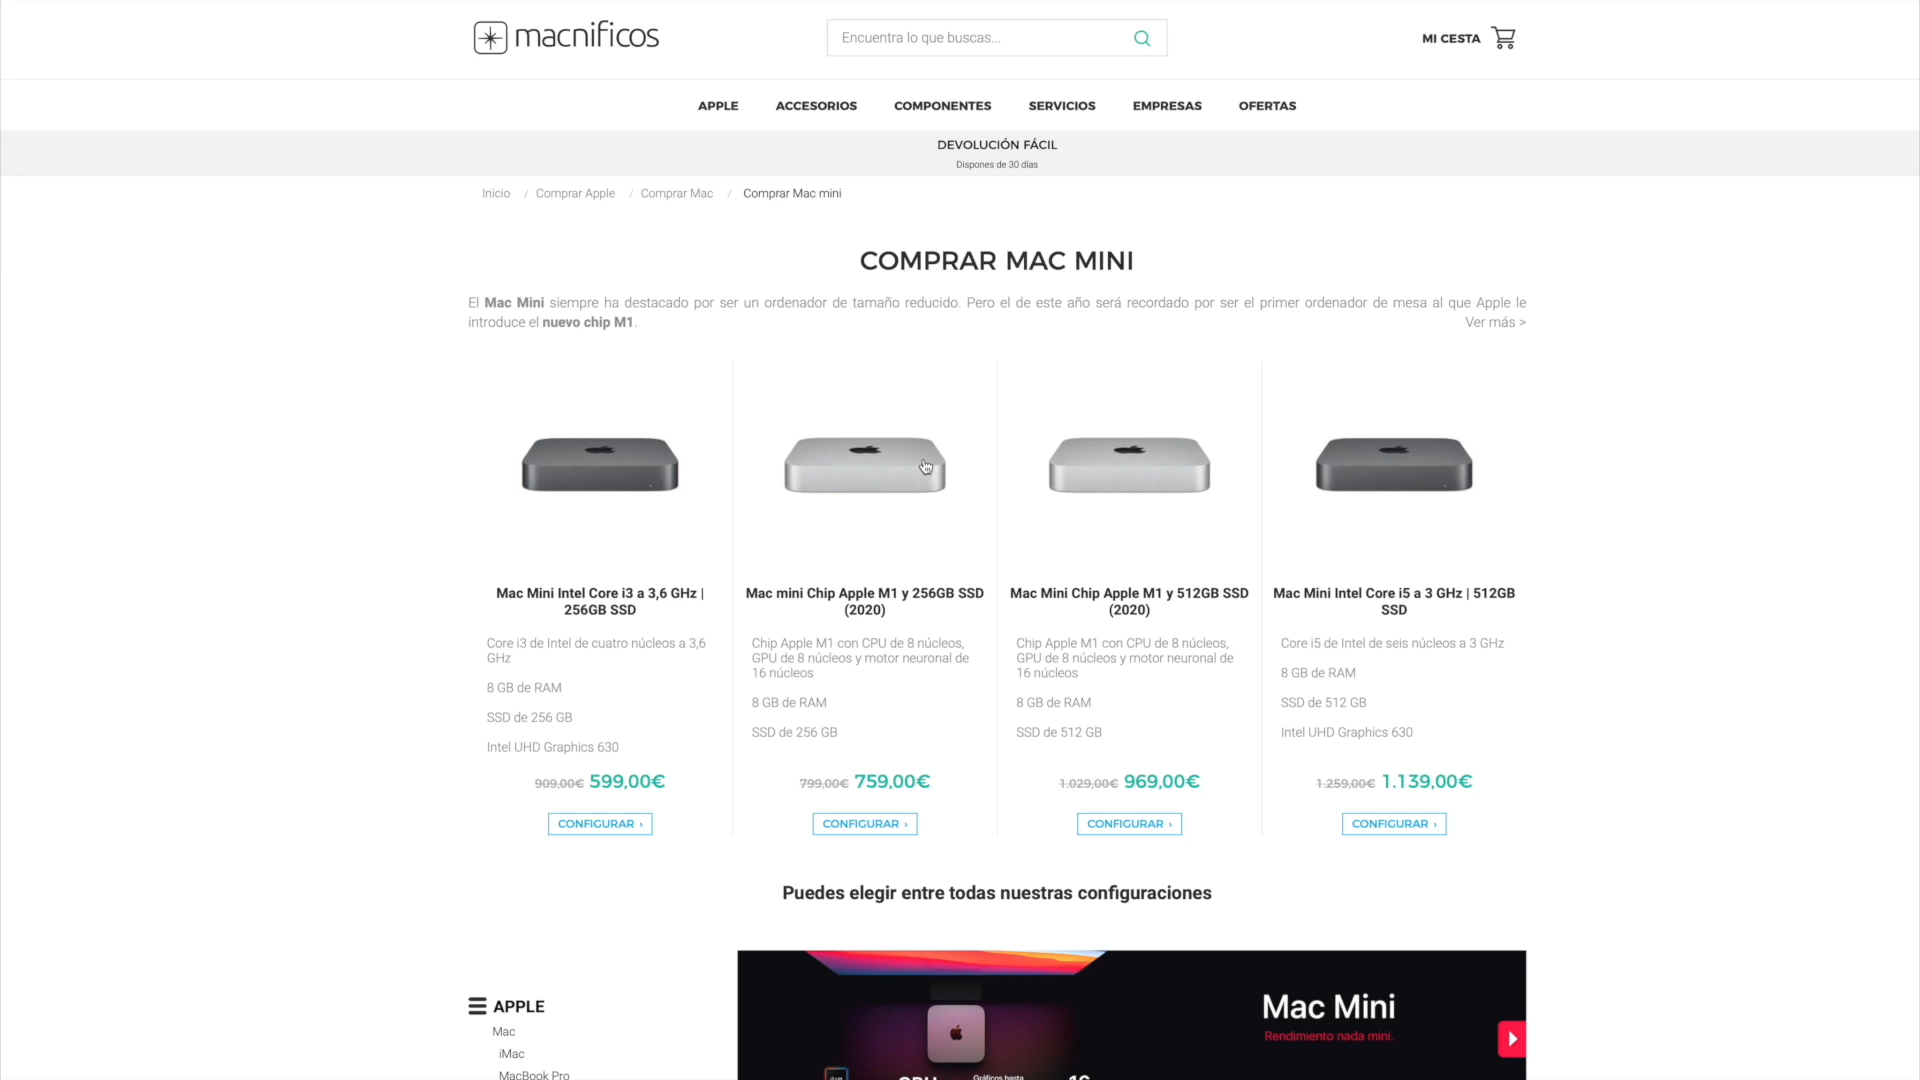 macnificos
Encuentra lo que buscas...
MI CESTA
APPLE
ACCESORIOS
COMPONENTES
SERVICIOS
EMPRESAS
OFERTAS
DEVOLUCIÓN FÁCIL
Dispones de 30 días
Inicio / Comprar Apple / Comprar Mac / Comprar Mac mini
COMPRAR MAC MINI
El Mac Mini siempre ha destacado por ser un ordenador de tamaño reducido. Pero el de este año será recordado por ser el primer ordenador de mesa al que Apple le
introduce el nuevo chip M1.
Ver más >
Mac Mini Intel Core i3 a 3,6 GHz |
256GB SSD
Core i3 de Intel de cuatro núcleos a 3,6
GHz
8 GB de RAM
SSD de 256 GB
Intel UHD Graphics 630
909,00€ 599,00€
CONFIGURAR ›
Mac mini Chip Apple M1 y 256GB SSD
(2020)
Chip Apple M1 con CPU de 8 núcleos,
GPU de 8 núcleos y motor neuronal de
16 núcleos
8 GB de RAM
SSD de 256 GB
799,00€ 759,00€
CONFIGURAR ›
Mac Mini Chip Apple M1 y 512GB SSD
(2020)
Chip Apple M1 con CPU de 8 núcleos,
GPU de 8 núcleos y motor neuronal de
16 núcleos
8 GB de RAM
SSD de 512 GB
1.029,00€ 969,00€
CONFIGURAR ›
Mac Mini Intel Core i5 a 3 GHz | 512GB
SSD
Core i5 de Intel de seis núcleos a 3 GHz
8 GB de RAM
SSD de 512 GB
Intel UHD Graphics 630
1.259,00€ 1.139,00€
CONFIGURAR ›
Puedes elegir entre todas nuestras configuraciones
APPLE
Mac
iMac
MacBook Pro
Mac Mini
Rendimiento nada mini.
Gráficos hasta
16